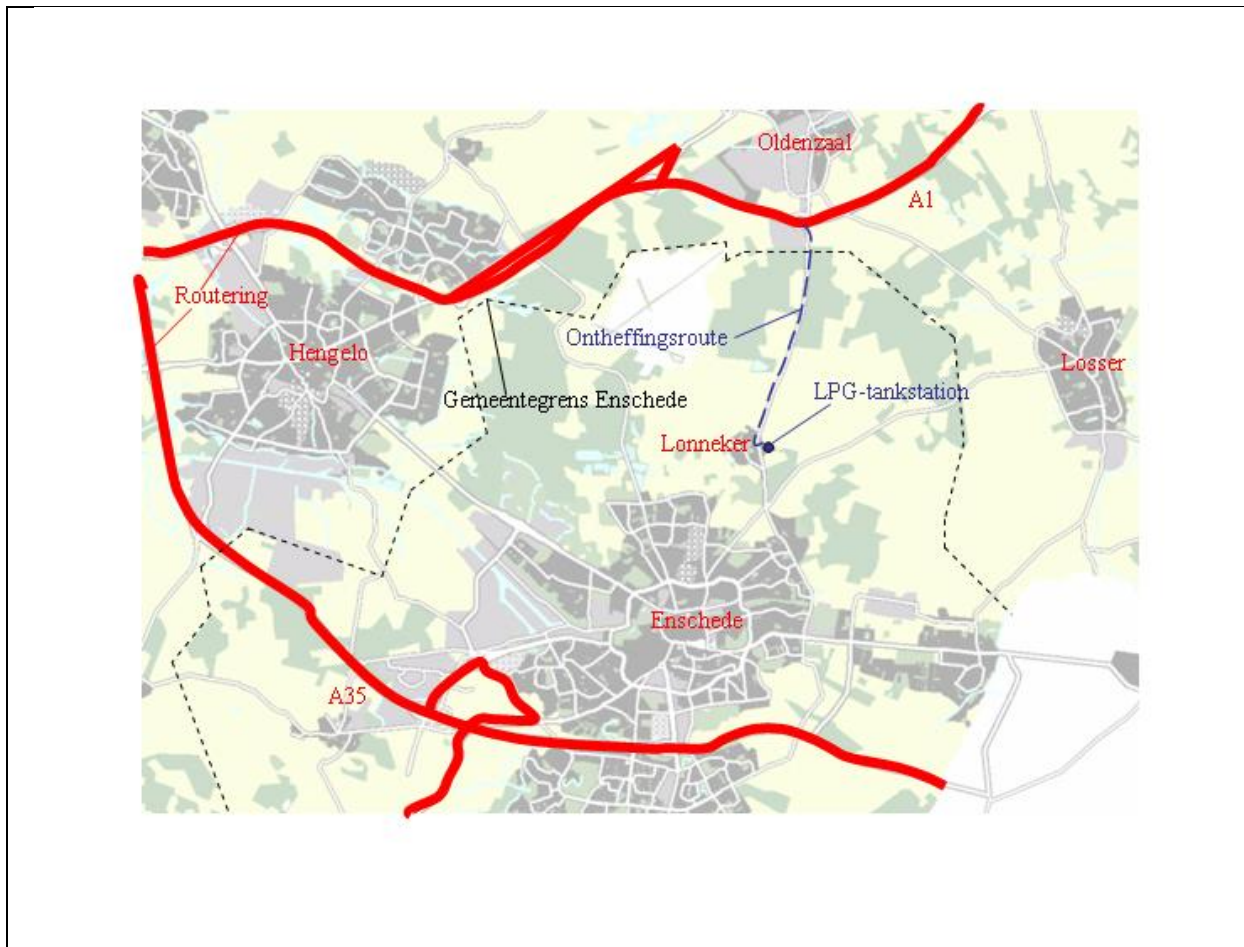 Oldenzaal
A1
Routering
Ontheffingsroute
Hengelo
Losser
LPG-tankstation
Gemeentegrens Enschede
Lonneker
Enschede
A35